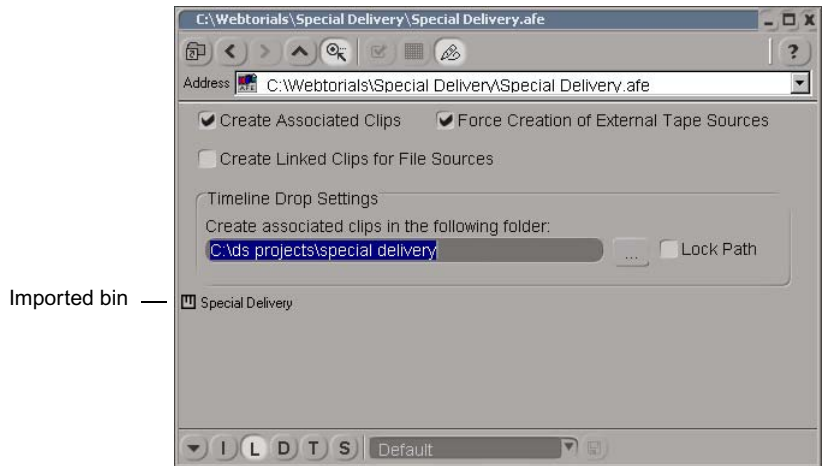 C:\Webtorials\Special Delivery\Special Delivery.afe
?
Address AFE C:\Webtorials\Special Delivery\Special Delivery.afe
Create Associated Clips Force Creation of External Tape Sources
Create Linked Clips for File Sources
Timeline Drop Settings
Create associated clips in the following folder:
C:\ds projects\special delivery ... Lock Path
Imported bin
Special Delivery
I L D T S Default